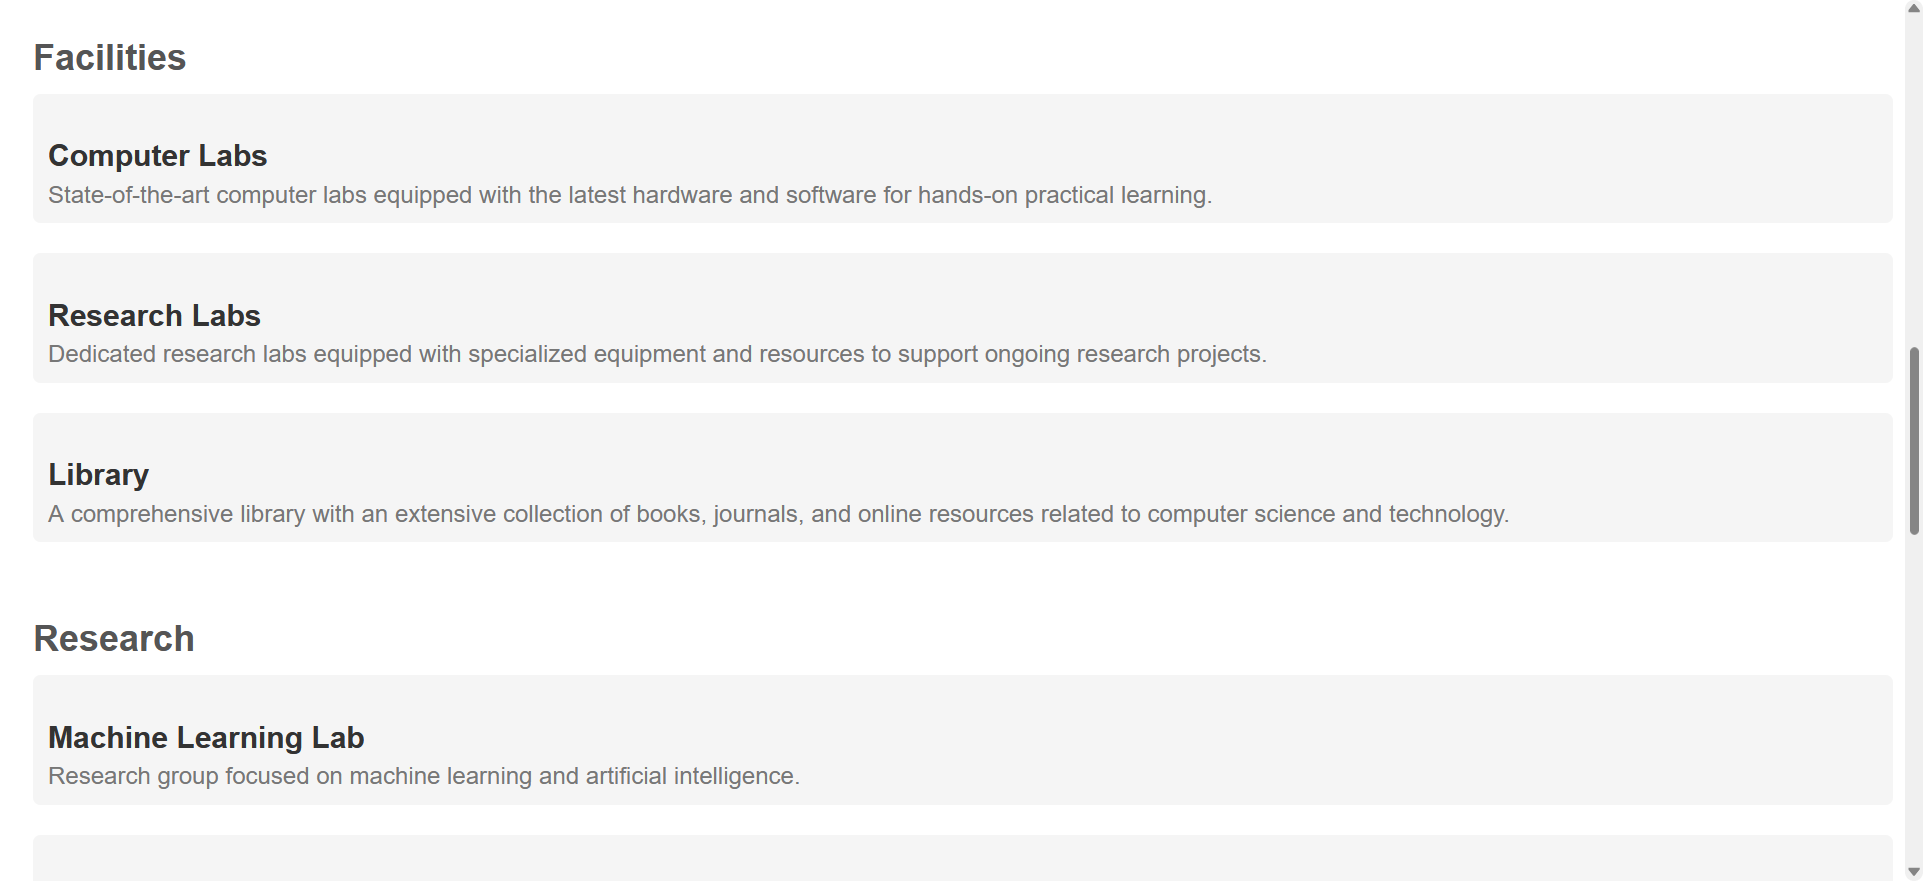 Facilities
Computer Labs
State-of-the-art computer labs equipped with the latest hardware and software for hands-on practical learning.
Research Labs
Dedicated research labs equipped with specialized equipment and resources to support ongoing research projects.
Library
A comprehensive library with an extensive collection of books, journals, and online resources related to computer science and technology.
Research
Machine Learning Lab
Research group focused on machine learning and artificial intelligence.